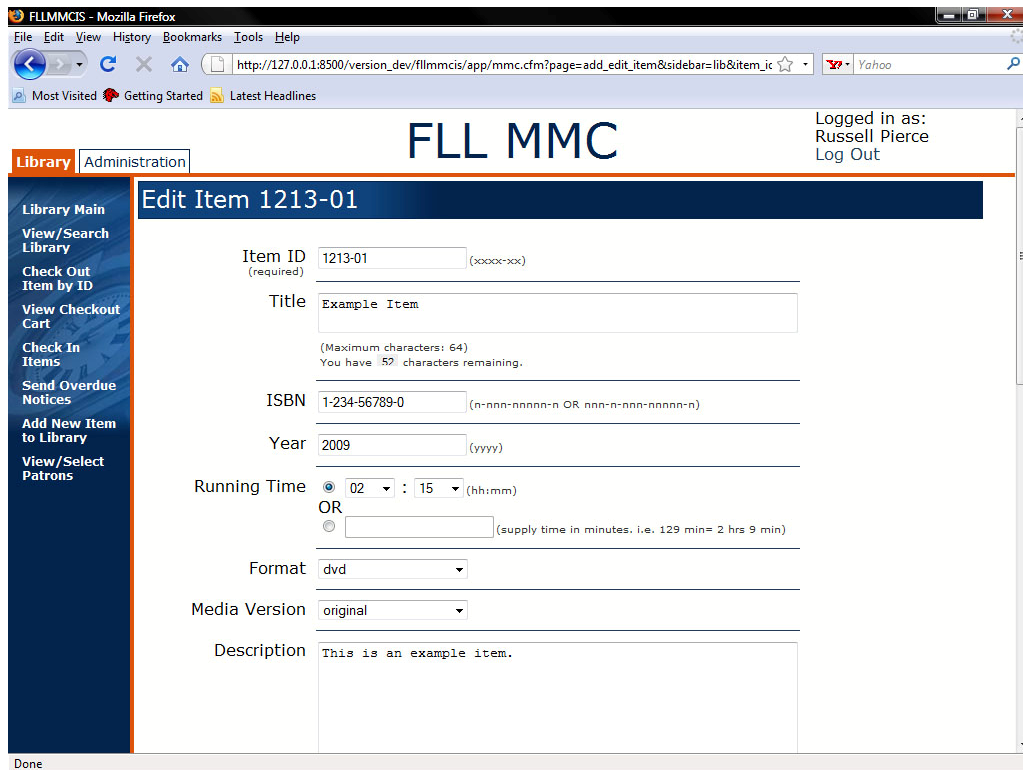 FLLMMCIS - Mozilla Firefox
File Edit View History Bookmarks Tools Help
http://127.0.0.1:8500/version_dev/fllmmcis/app/mmc.cfm?page=add_edit_item&sidebar=lib&item_ic
Yahoo
Most Visited Getting Started Latest Headlines
FLL MMC
Logged in as:
Russell Pierce
Log Out
Library Administration
Library Main
View/Search
Library
Check Out
Item by ID
View Checkout
Cart
Check In
Items
Send Overdue
Notices
Add New Item
to Library
View/Select
Patrons
Edit Item 1213-01
Item ID 1213-01 (xxxx-xx)
(required)
Title Example Item
(Maximum characters: 64)
You have 52 characters remaining.
ISBN 1-234-56789-0 (n-nnn-nnnnn-n OR nnn-n-nnn-nnnnn-n)
Year 2009 (yyyy)
Running Time 02 : 15 (hh:mm)
OR
(supply time in minutes. i.e. 129 min= 2 hrs 9 min)
Format dvd
Media Version original
Description This is an example item.
Done